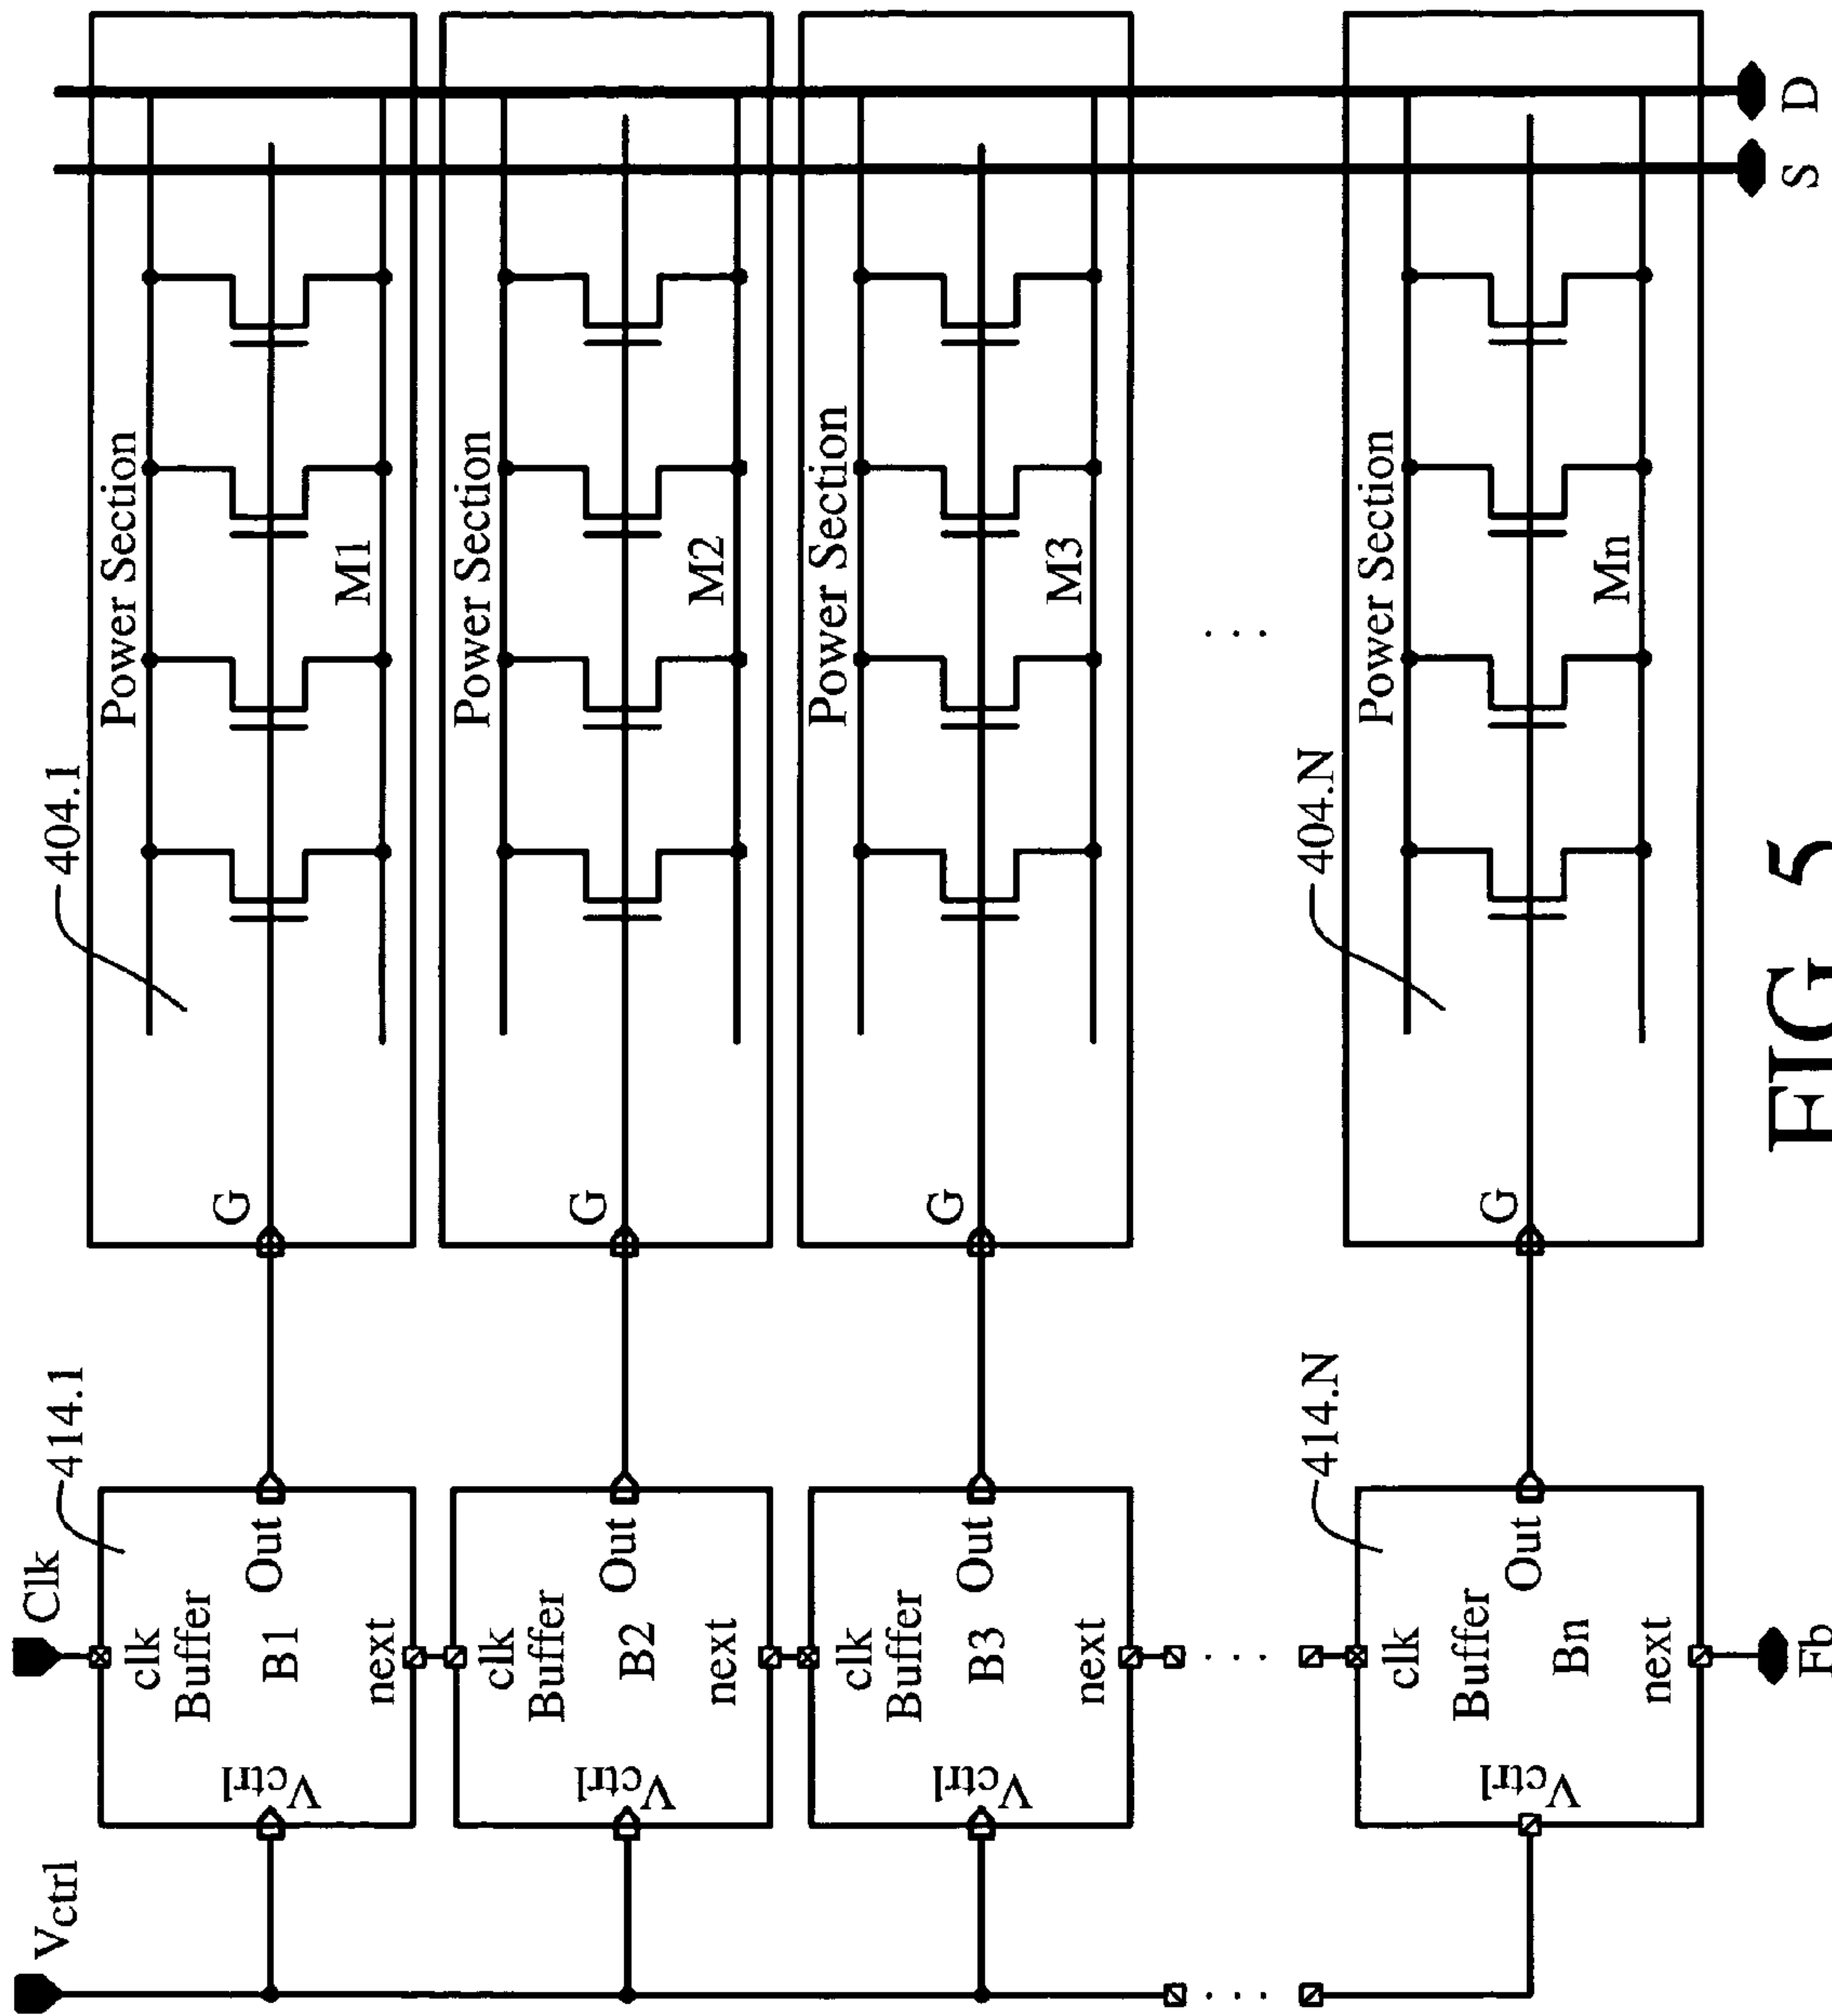 Vctrl
Clk
414.1
404.1
clk
Buffer
B1
next
Vctrl
Out
G
Power Section
M1
clk
Buffer
B2
next
Vctrl
Out
G
Power Section
M2
clk
Buffer
B3
next
Vctrl
Out
G
Power Section
M3
. . .
. . .
. . .
414.N
404.N
clk
Buffer
Bn
next
Vctrl
Out
G
Power Section
Mn
Fb
S
D
FIG 5